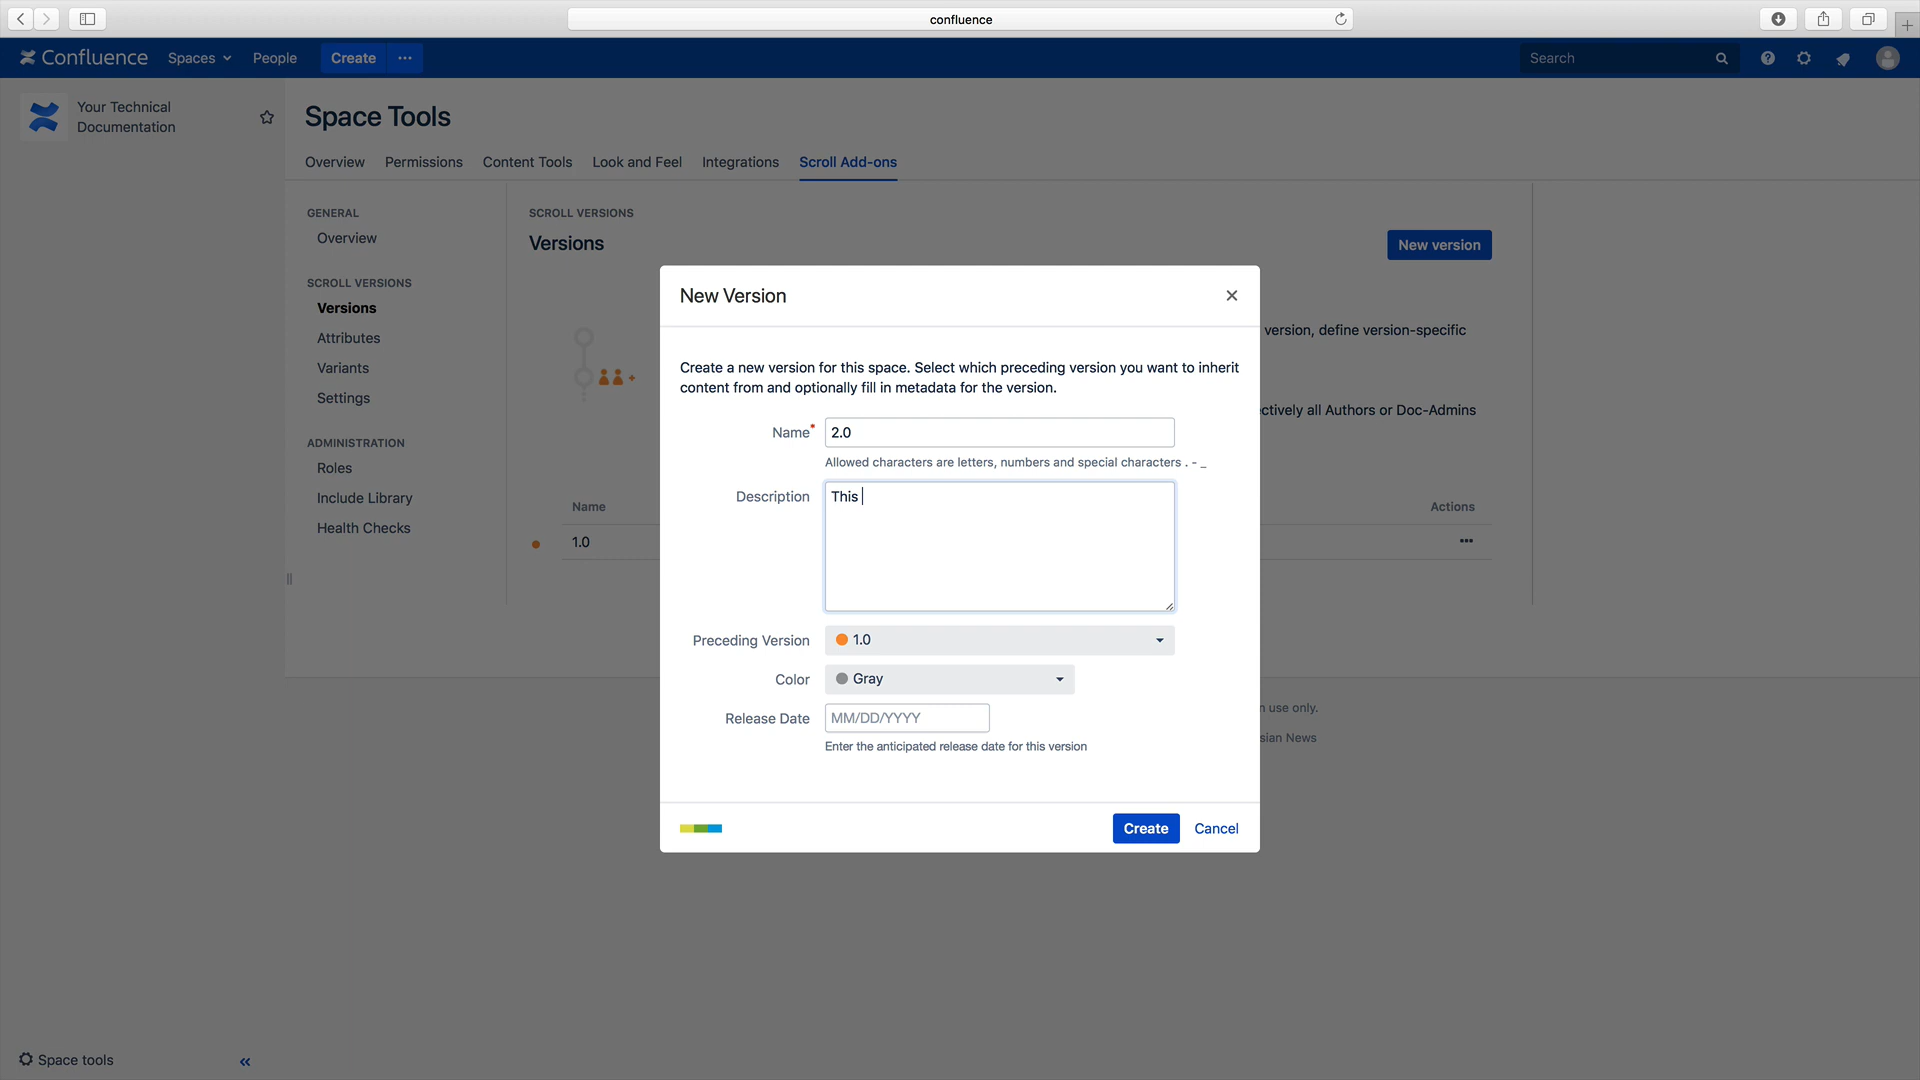 confluence
Confluence Spaces People Create ··· Search
Your Technical
Documentation
Space Tools
Overview Permissions Content Tools Look and Feel Integrations Scroll Add-ons
GENERAL
Overview
SCROLL VERSIONS
Versions
Attributes
Variants
Settings
ADMINISTRATION
Roles
Include Library
Health Checks
SCROLL VERSIONS
Versions
New version
version, define version-specific
ctively all Authors or Doc-Admins
Name Actions
1.0 ···
n use only.
sian News
New Version
Create a new version for this space. Select which preceding version you want to inherit
content from and optionally fill in metadata for the version.
Name* 2.0
Allowed characters are letters, numbers and special characters . - _
Description This
Preceding Version 1.0
Color Gray
Release Date MM/DD/YYYY
Enter the anticipated release date for this version
Create Cancel
Space tools «